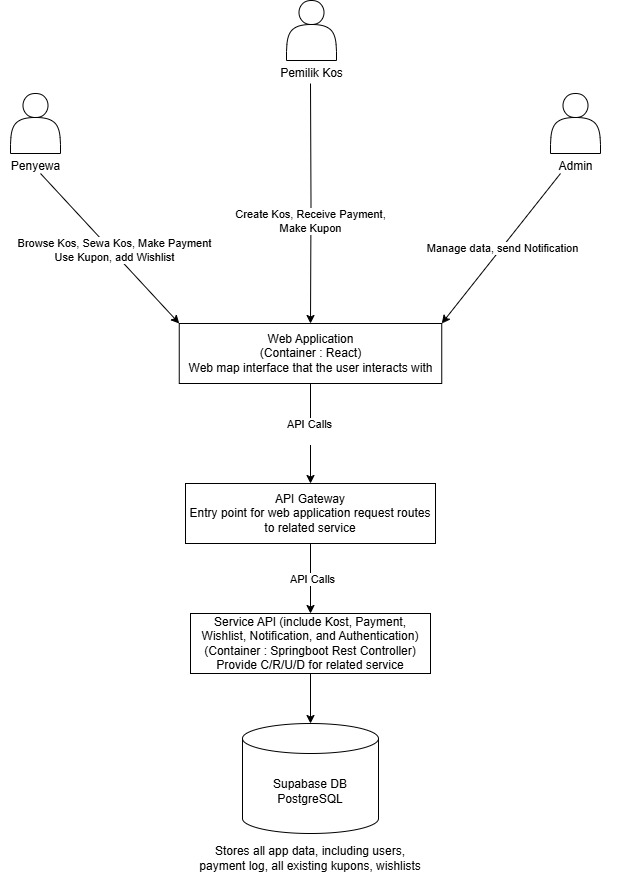 Pemilik Kos
Penyewa
Admin
Create Kos, Receive Payment,
Make Kupon
Browse Kos, Sewa Kos, Make Payment
Use Kupon, add Wishlist
Manage data, send Notification
Web Application
(Container : React)
Web map interface that the user interacts with
API Calls
API Gateway
Entry point for web application request routes
to related service
API Calls
Service API (include Kost, Payment,
Wishlist, Notification, and Authentication)
(Container : Springboot Rest Controller)
Provide C/R/U/D for related service
Supabase DB
PostgreSQL
Stores all app data, including users,
payment log, all existing kupons, wishlists